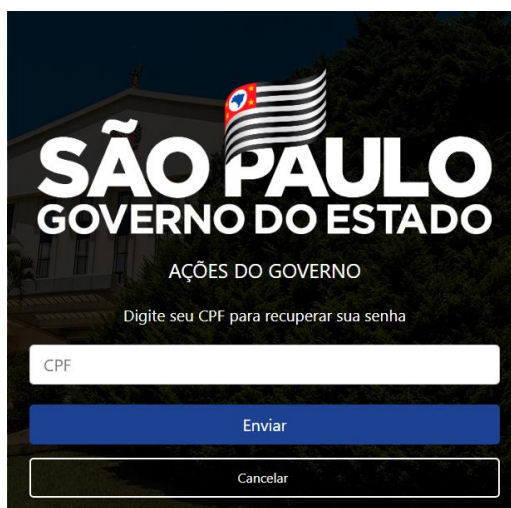 SÃO PAULO
GOVERNO DO ESTADO
AÇÕES DO GOVERNO
Digite seu CPF para recuperar sua senha
CPF
Enviar
Cancelar